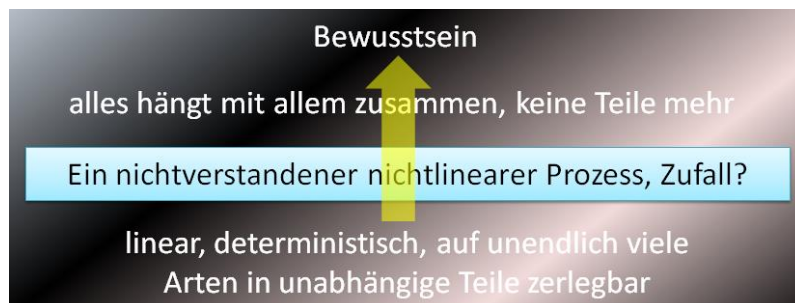 Bewusstsein
alles hängt mit allem zusammen, keine Teile mehr
Ein nichtverstandener nichtlinearer Prozess, Zufall?
linear, deterministisch, auf unendlich viele
Arten in unabhängige Teile zerlegbar